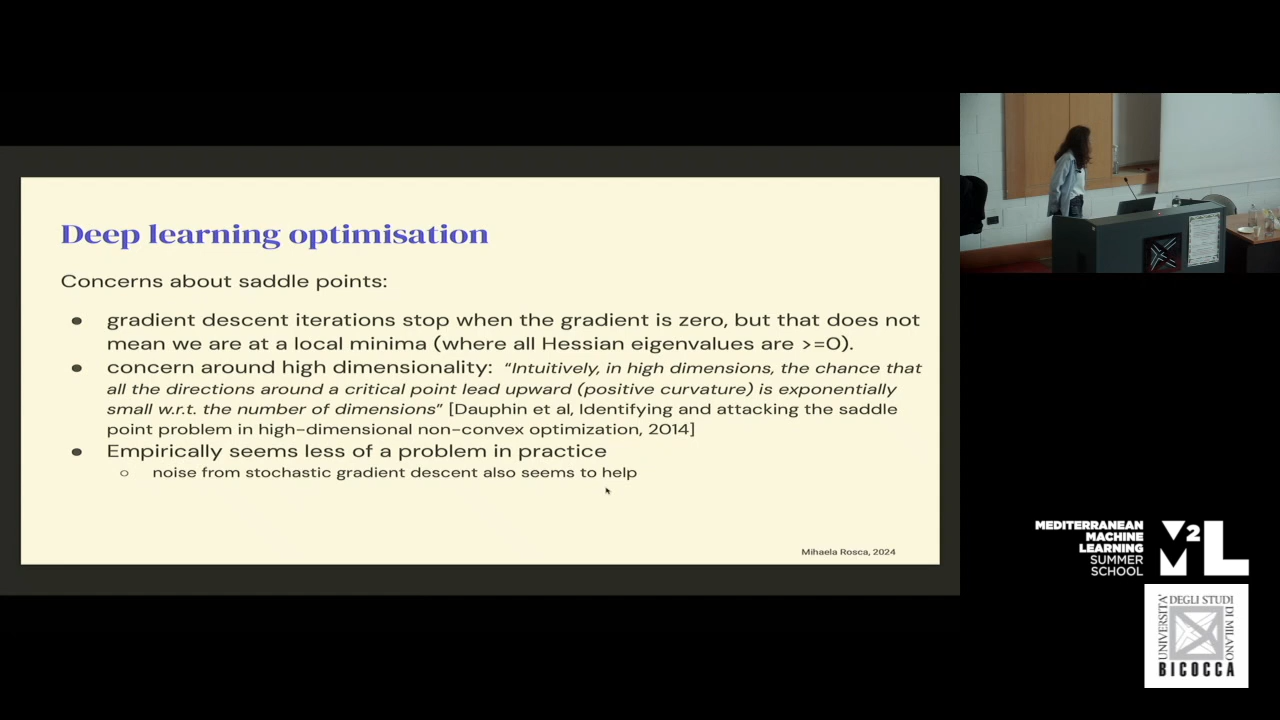 Deep learning optimisation
Concerns about saddle points:
● gradient descent iterations stop when the gradient is zero, but that does not
mean we are at a local minima (where all Hessian eigenvalues are >=0).
● concern around high dimensionality: “Intuitively, in high dimensions, the chance that
all the directions around a critical point lead upward (positive curvature) is exponentially
small w.r.t. the number of dimensions” [Dauphin et al, Identifying and attacking the saddle
point problem in high-dimensional non-convex optimization, 2014]
● Empirically seems less of a problem in practice
○ noise from stochastic gradient descent also seems to help
Mihaela Rosca, 2024
MEDITERRANEAN
MACHINE
LEARNING
SUMMER
SCHOOL
M2L
UNIVERSITA'
DEGLI STUDI
DI MILANO
BICOCCA